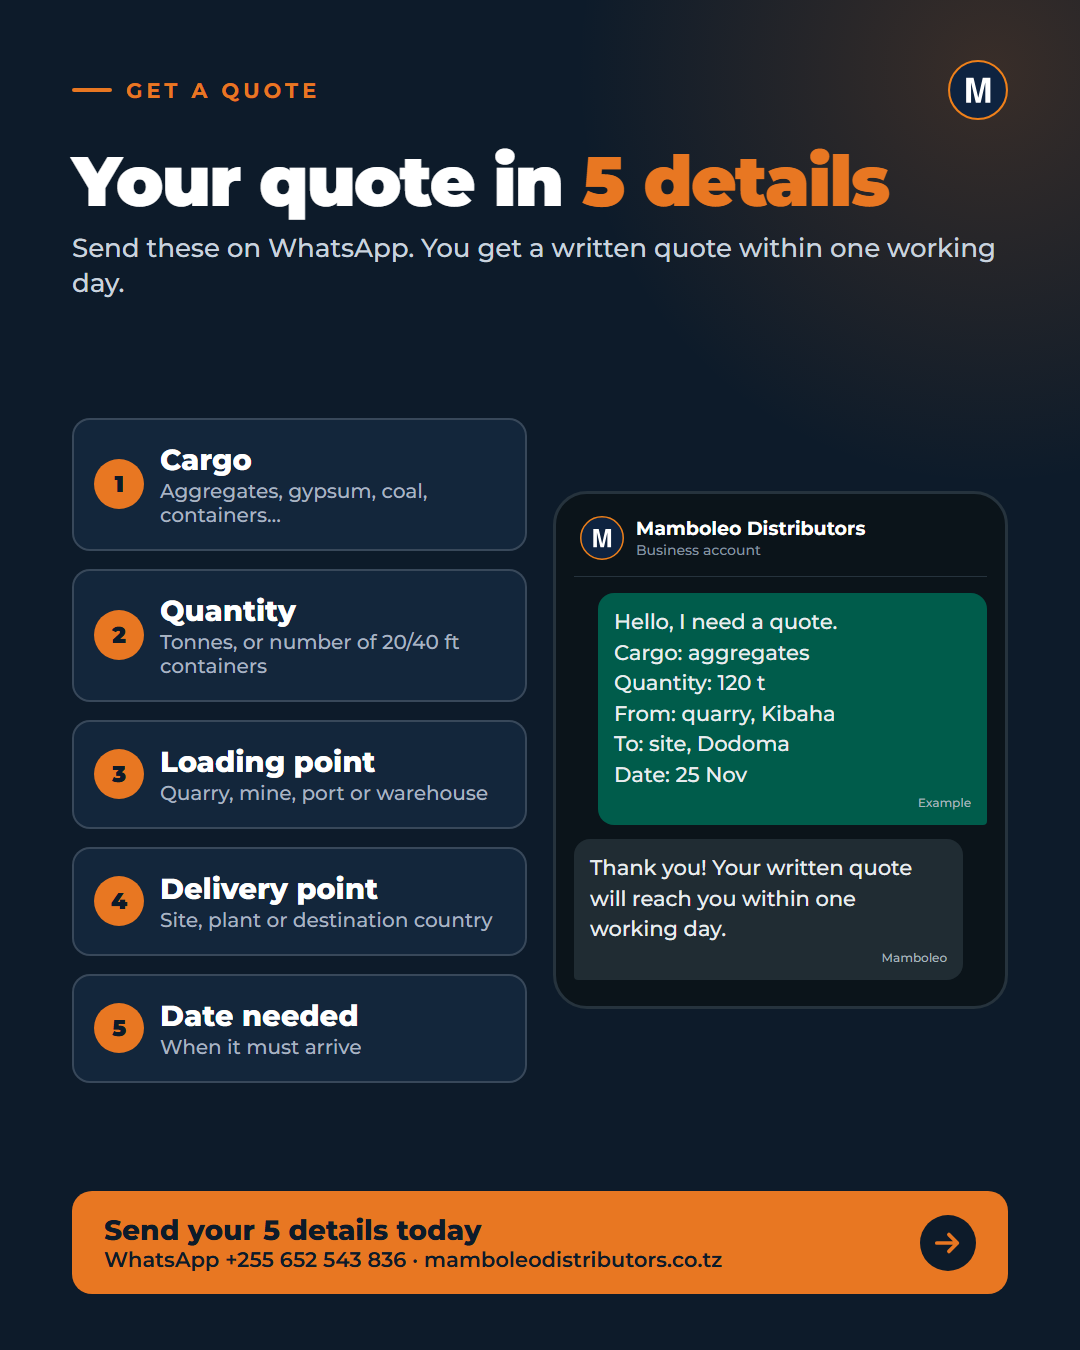 GET A QUOTE
M
Your quote in 5 details
Send these on WhatsApp. You get a written quote within one working
day.
1
Cargo
Aggregates, gypsum, coal,
containers...
2
Quantity
Tonnes, or number of 20/40 ft
containers
3
Loading point
Quarry, mine, port or warehouse
4
Delivery point
Site, plant or destination country
5
Date needed
When it must arrive
M
Mamboleo Distributors
Business account
Hello, I need a quote.
Cargo: aggregates
Quantity: 120 t
From: quarry, Kibaha
To: site, Dodoma
Date: 25 Nov
Example
Thank you! Your written quote
will reach you within one
working day.
Mamboleo
Send your 5 details today
WhatsApp +255 652 543 836 · mamboleodistributors.co.tz